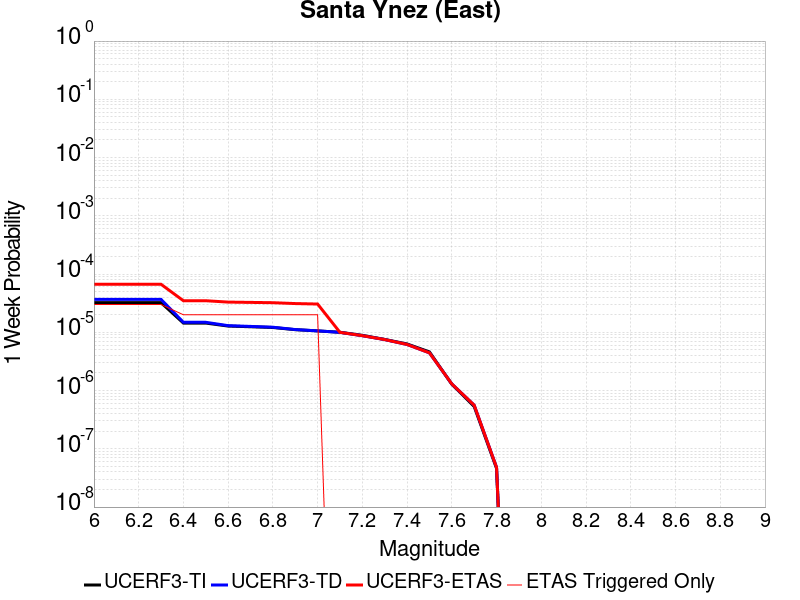 Santa Ynez (East)
10^0
10^-1
10^-2
10^-3
10^-4
10^-5
10^-6
10^-7
10^-8
1 Week Probability
6 6.2 6.4 6.6 6.8 7 7.2 7.4 7.6 7.8 8 8.2 8.4 8.6 8.8 9
Magnitude
UCERF3-TI UCERF3-TD UCERF3-ETAS ETAS Triggered Only